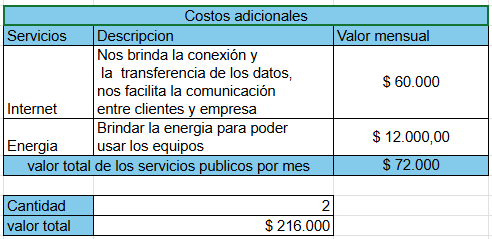 Costos adicionales
Servicios Descripcion Valor mensual
Nos brinda la conexión y
la transferencia de los datos,
nos facilita la comunicación
entre clientes y empresa
Internet
$ 60.000
Brindar la energia para poder
usar los equipos
Energia
$ 12.000,00
valor total de los servicios publicos por mes $ 72.000
Cantidad 2
valor total $ 216.000